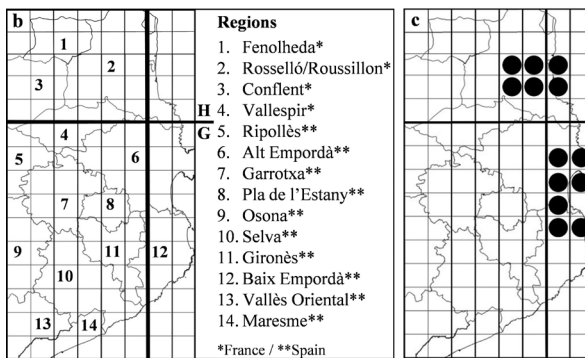 b
1
2
3
H
4
G
5
6
7
8
9
10
11
12
13
14
Regions
1. Fenolheda*
2. Rosselló/Roussillon*
3. Conflent*
4. Vallespir*
5. Ripollès**
6. Alt Empordà**
7. Garrotxa**
8. Pla de l'Estany**
9. Osona**
10. Selva**
11. Gironès**
12. Baix Empordà**
13. Vallès Oriental**
14. Maresme**
*France / **Spain
c